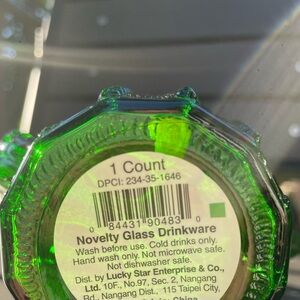 1 Count
DPCI: 234-35-1646
0 84431 90483 0
Novelty Glass Drinkware
Wash before use. Cold drinks only.
Hand wash only. Not microwave safe.
Not dishwasher safe.
Dist. by Lucky Star Enterprise & Co.,
Ltd. 10F., No.97, Sec. 2, Nangang
Rd., Nangang Dist., 115 Taipei City,
China